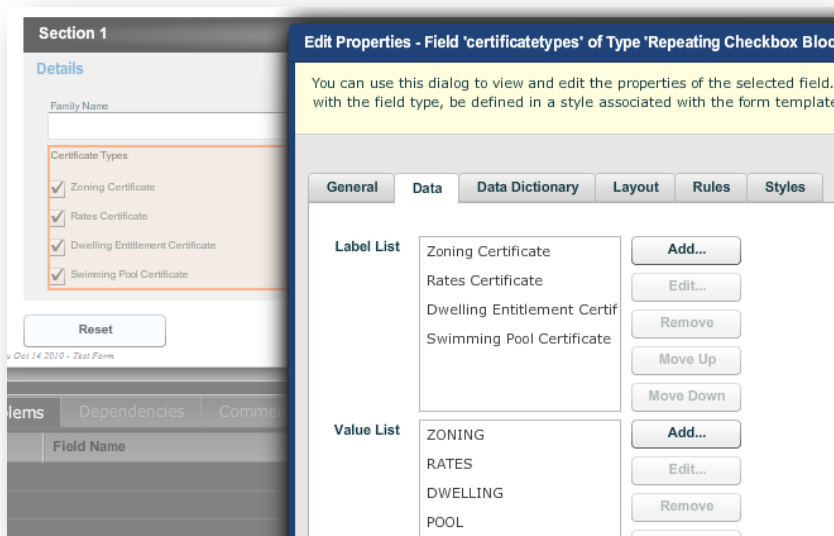 Section 1
Details
Family Name
Certificate Types
Zoning Certificate
Rates Certificate
Dwelling Entitlement Certificate
Swimming Pool Certificate
Reset
Oct 14 2010 - Test Form
lems
Dependencies
Commen
Field Name
Edit Properties - Field 'certificatetypes' of Type 'Repeating Checkbox Bloc
You can use this dialog to view and edit the properties of the selected field.
with the field type, be defined in a style associated with the form template
General
Data
Data Dictionary
Layout
Rules
Styles
Label List
Zoning Certificate
Rates Certificate
Dwelling Entitlement Certif
Swimming Pool Certificate
Add...
Edit...
Remove
Move Up
Move Down
Value List
ZONING
RATES
DWELLING
POOL
Add...
Edit...
Remove